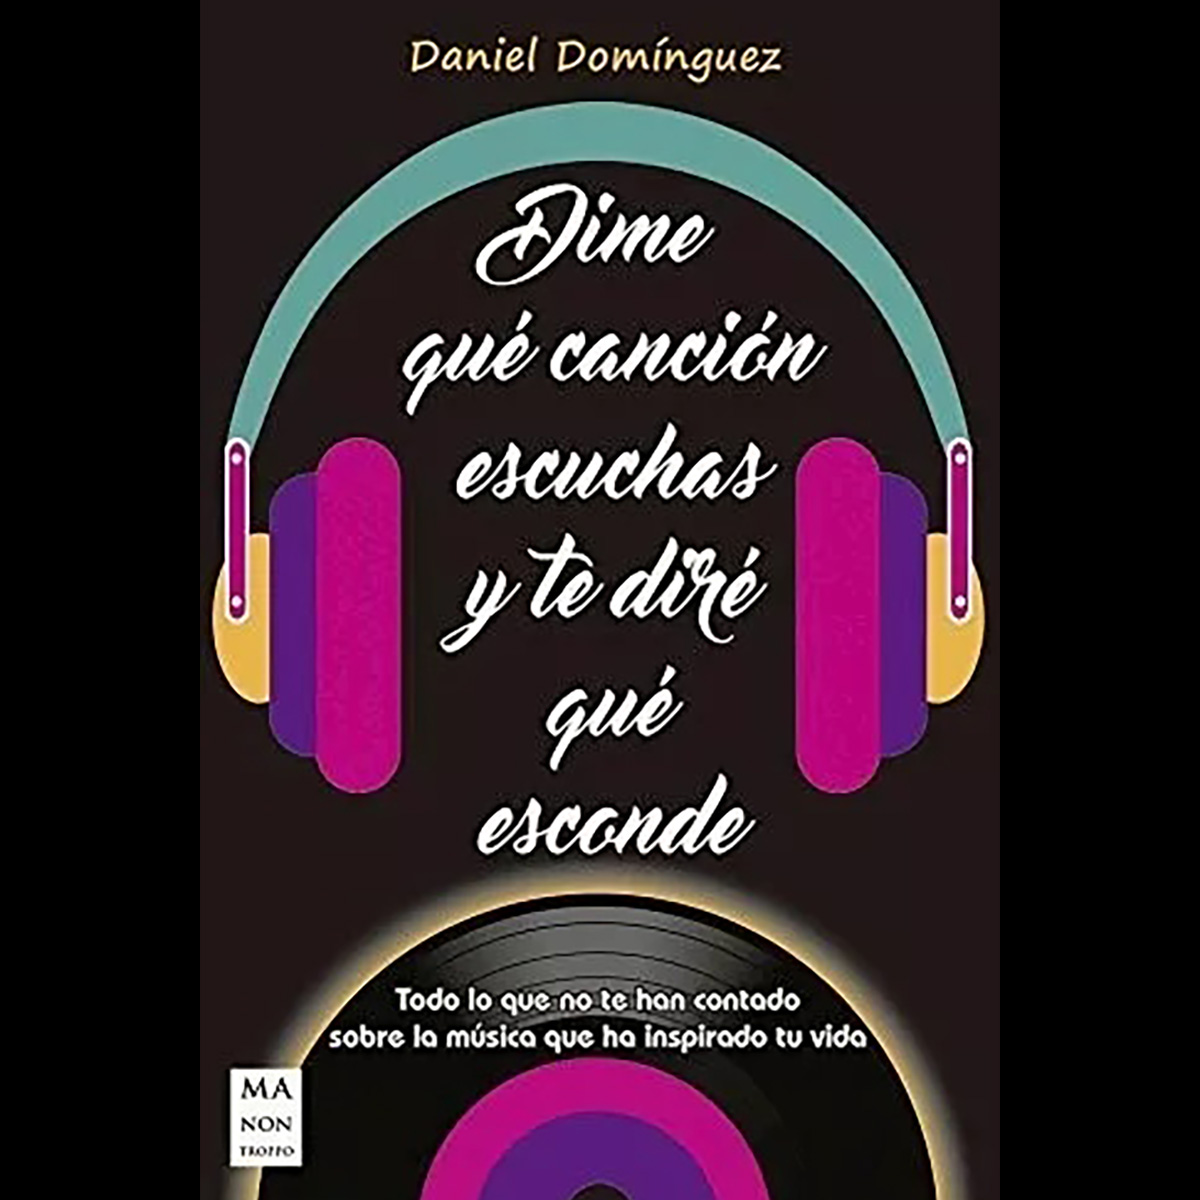 Daniel Domínguez
Dime
qué canción
escuchas
y te diré
qué
esconde
Todo lo que no te han contado
sobre la música que ha inspirado tu vida
MA
NON
TROPPO